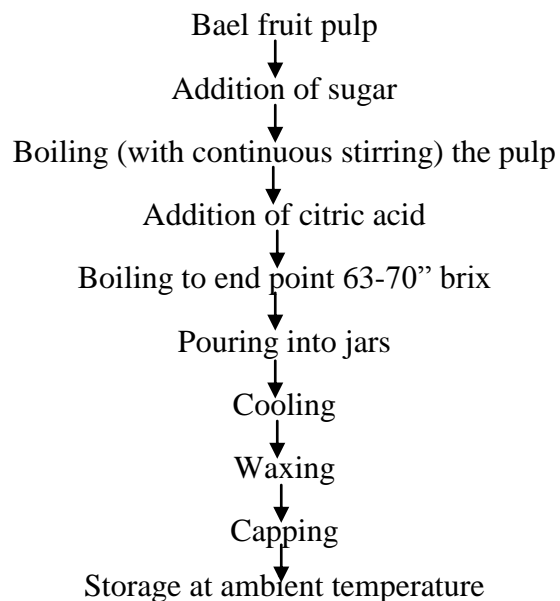 Bael fruit pulp
Addition of sugar
Boiling (with continuous stirring) the pulp
Addition of citric acid
Boiling to end point 63-70” brix
Pouring into jars
Cooling
Waxing
Capping
Storage at ambient temperature